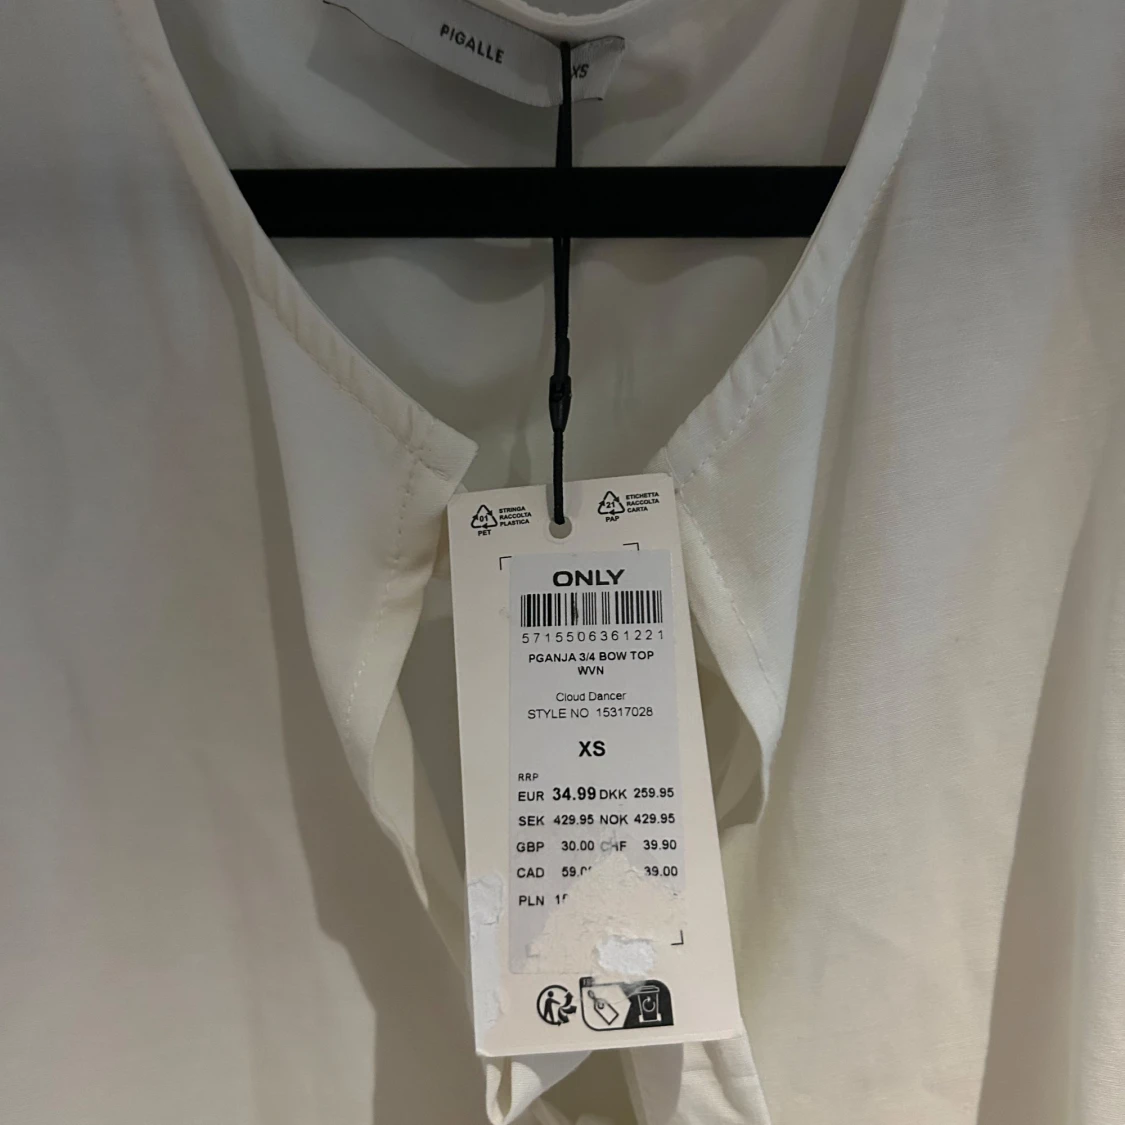 PIGALLE
XS
01
PET
STRINGA
RACCOLTA
PLASTICA
21
PAP
ETICHETTA
RACCOLTA
CARTA
ONLY
5715506361221
PGANJA 3/4 BOW TOP
WVN
Cloud Dancer
STYLE NO 15317028
XS
RRP
EUR 34.99 DKK 259.95
SEK 429.95 NOK 429.95
GBP 30.00 CHF 39.90
CAD 39.00
PLN